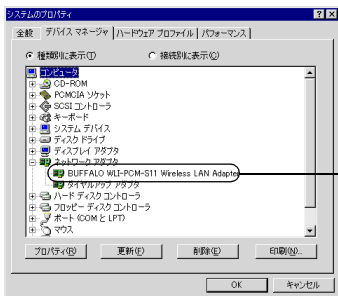 システムのプロパティ
全般 デバイス マネージャ ハードウェア プロファイル パフォーマンス
種類別に表示(T) 接続別に表示(C)
コンピュータ
CD-ROM
PCMCIA ソケット
SCSI コントローラ
キーボード
システム デバイス
ディスク ドライブ
ディスプレイ アダプタ
ネットワーク アダプタ
BUFFALO WLI-PCM-S11 Wireless LAN Adapter
ダイヤルアップ アダプタ
ハード ディスク コントローラ
フロッピー ディスク コントローラ
ポート (COM と LPT)
マウス
プロパティ(R) 更新(F) 削除(E) 印刷(N)...
OK キャンセル